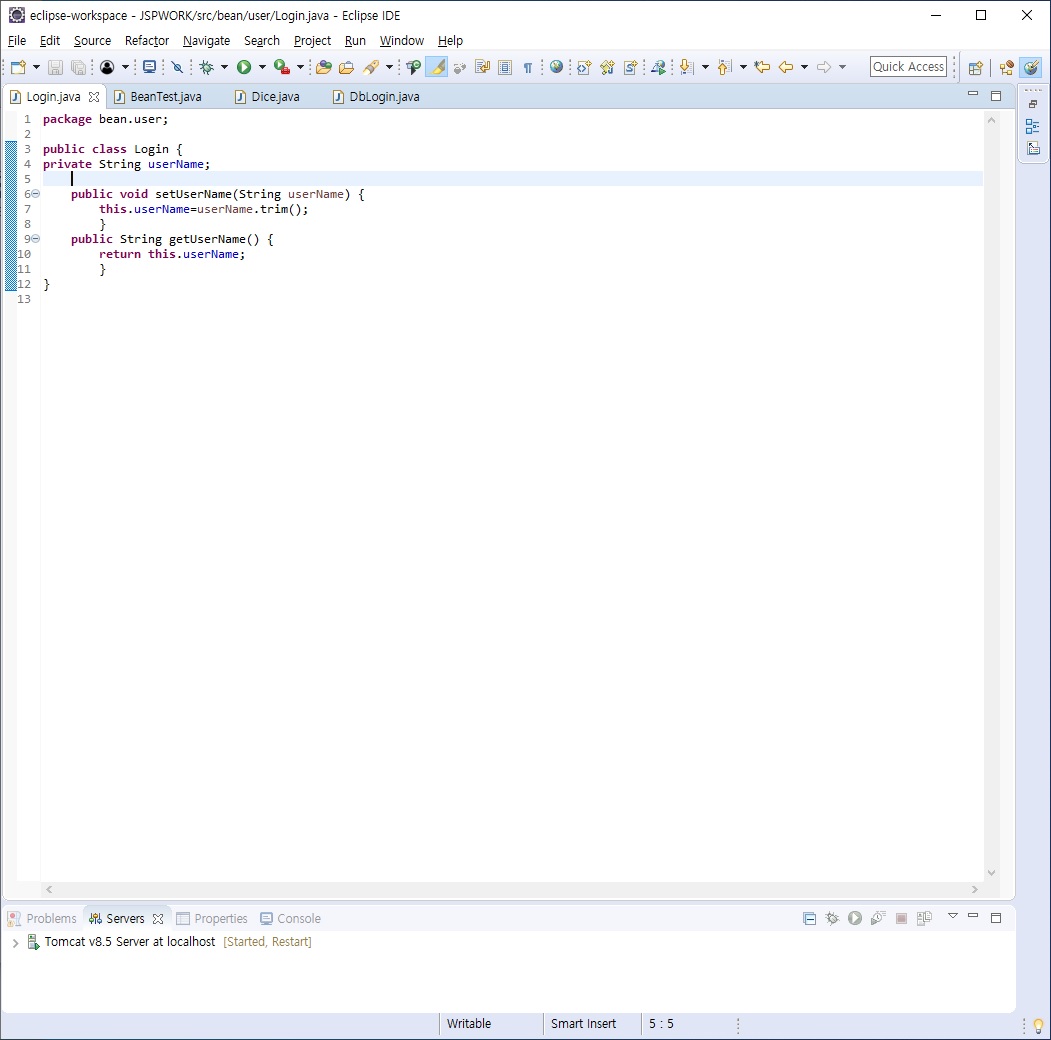 eclipse-workspace - JSPWORK/src/bean/user/Login.java - Eclipse IDE
File Edit Source Refactor Navigate Search Project Run Window Help
Quick Access
Login.java BeanTest.java Dice.java DbLogin.java
1 package bean.user;
2
3 public class Login {
4 private String userName;
5
6 public void setUserName(String userName) {
7 this.userName=userName.trim();
8 }
9 public String getUserName() {
10 return this.userName;
11 }
12 }
13
Problems Servers Properties Console
Tomcat v8.5 Server at localhost [Started, Restart]
Writable Smart Insert 5 : 5